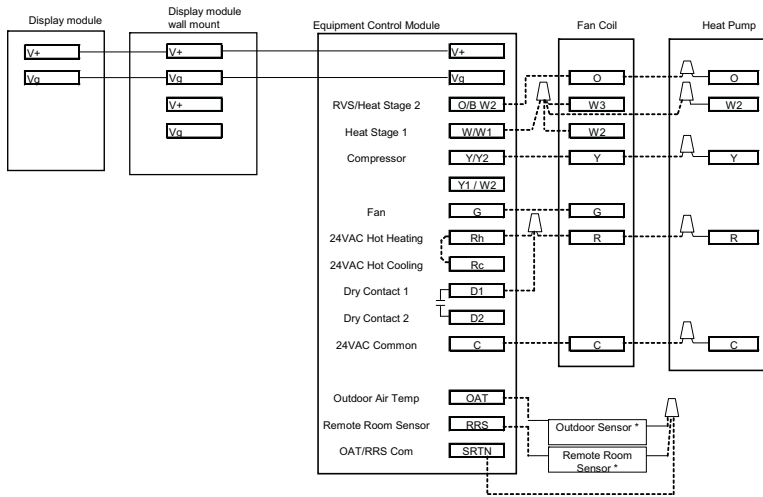 Display module
Display module
wall mount
Equipment Control Module
Fan Coil
Heat Pump
V+
V+
V+
Vg
Vg
Vg
V+
Vg
RVS/Heat Stage 2
O/B W2
O
O
Heat Stage 1
W/W1
W3
W2
W2
Compressor
Y/Y2
Y
Y
Y1 / W2
Fan
G
G
24VAC Hot Heating
Rh
R
R
24VAC Hot Cooling
Rc
Dry Contact 1
D1
Dry Contact 2
D2
24VAC Common
C
C
C
Outdoor Air Temp
OAT
Remote Room Sensor
RRS
OAT/RRS Com
SRTN
Outdoor Sensor *
Remote Room
Sensor *